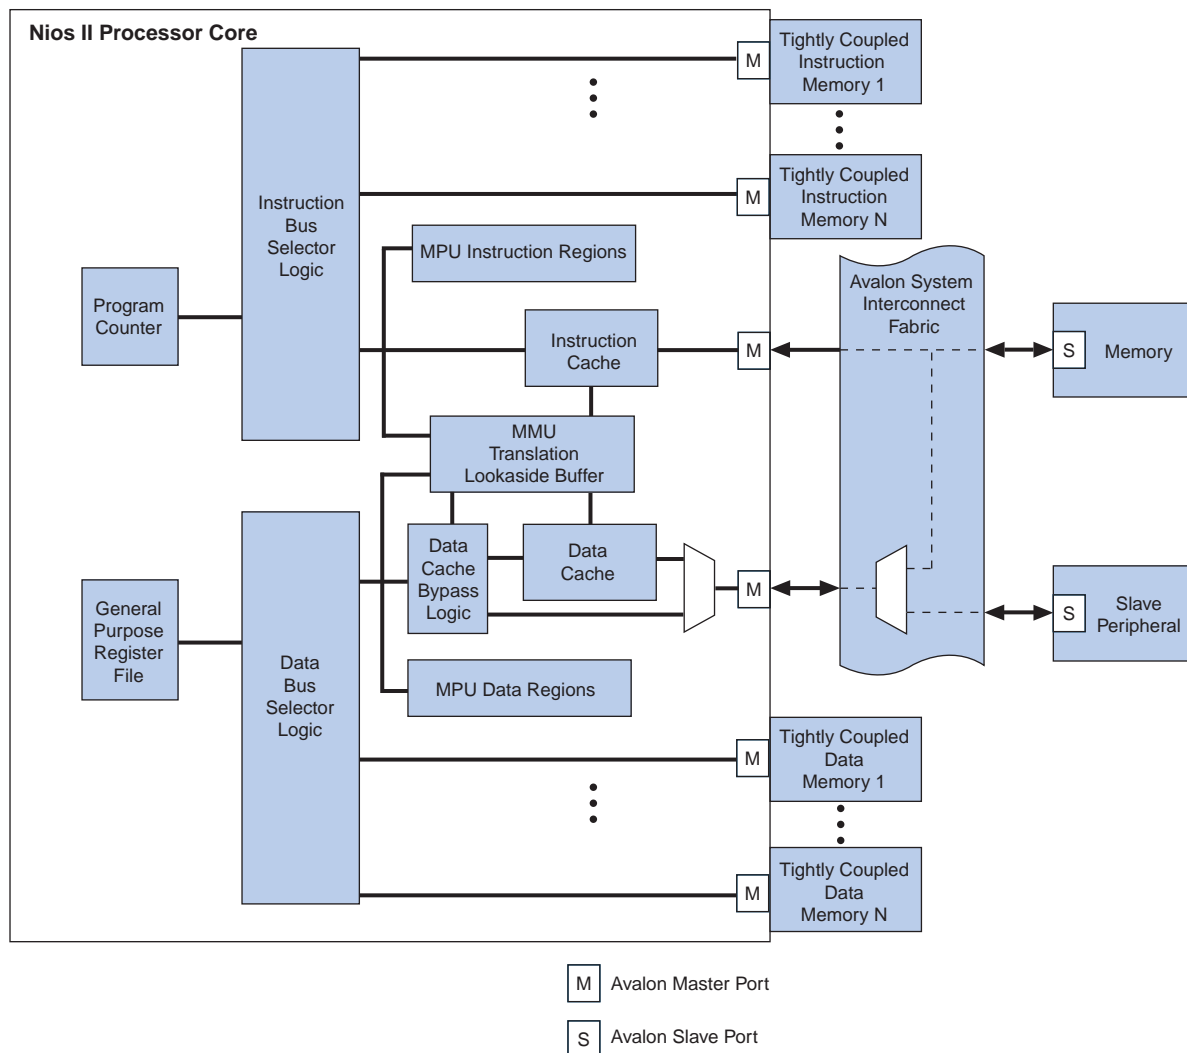 Nios II Processor Core
M
Tightly Coupled
Instruction
Memory 1
M
Tightly Coupled
Instruction
Memory N
Instruction
Bus
Selector
Logic
MPU Instruction Regions
Program
Counter
Avalon System
Interconnect
Fabric
Instruction
Cache
M
S
Memory
MMU
Translation
Lookaside Buffer
Data
Cache
Bypass
Logic
Data
Cache
M
General
Purpose
Register
File
S
Slave
Peripheral
Data
Bus
Selector
Logic
MPU Data Regions
M
Tightly Coupled
Data
Memory 1
M
Tightly Coupled
Data
Memory N
M Avalon Master Port
S Avalon Slave Port